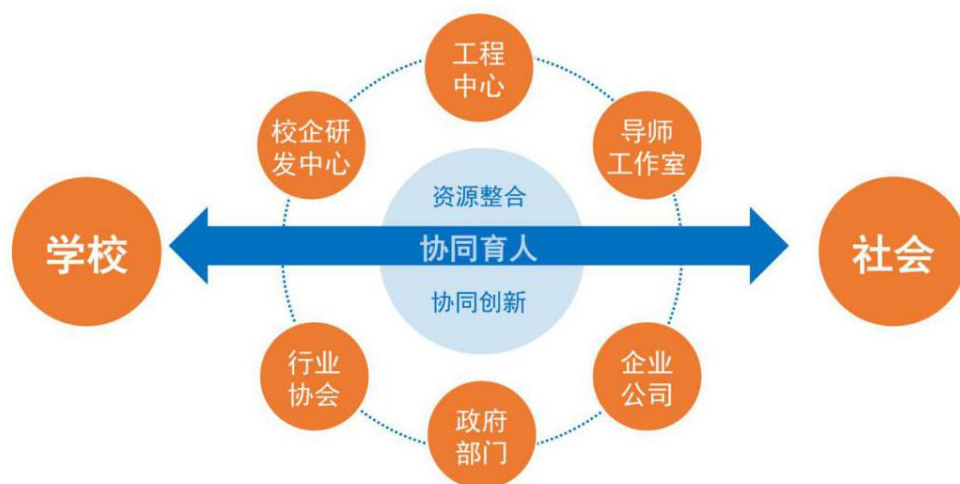 工程
中心
校企研
发中心
导师
工作室
资源整合
学校
协同育人
社会
协同创新
行业
协会
企业
公司
政府
部门